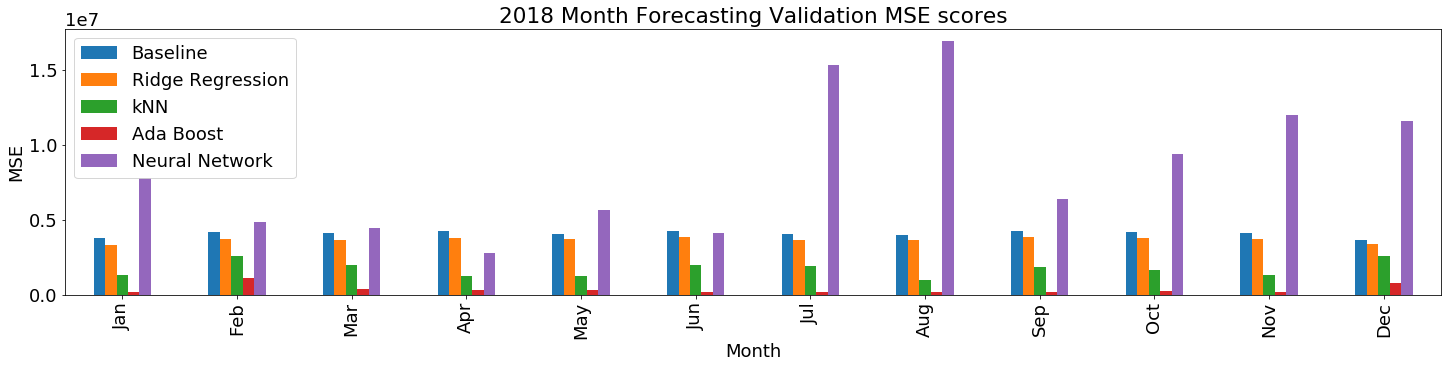 2018 Month Forecasting Validation MSE scores
1e7
1.5
1.0
0.5
0.0
MSE
Baseline
Ridge Regression
kNN
Ada Boost
Neural Network
Jan
Feb
Mar
Apr
May
Jun
Jul
Aug
Sep
Oct
Nov
Dec
Month